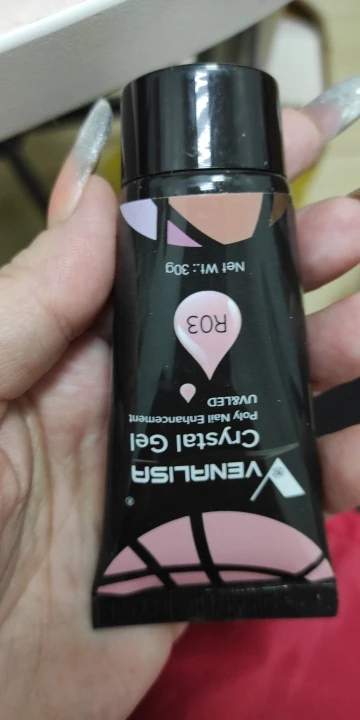 VENALISA®
Crystal Gel
Poly Nail Enhancement
UV&LED
R03
Net Wt.: 30g